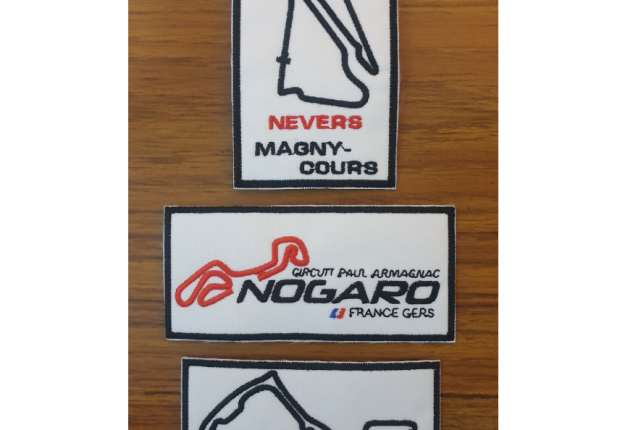 NEVERS
MAGNY-
COURS
CIRCUIT PAUL ARMAGNAC
NOGARO
FRANCE GERS